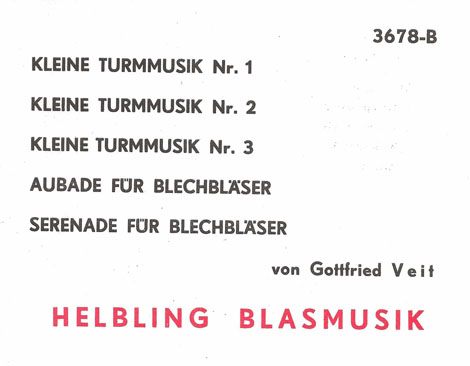 3678-B
KLEINE TURMMUSIK Nr. 1
KLEINE TURMMUSIK Nr. 2
KLEINE TURMMUSIK Nr. 3
AUBADE FÜR BLECHBLÄSER
SERENADE FÜR BLECHBLÄSER
von Gottfried Veit
HELBLING BLASMUSIK